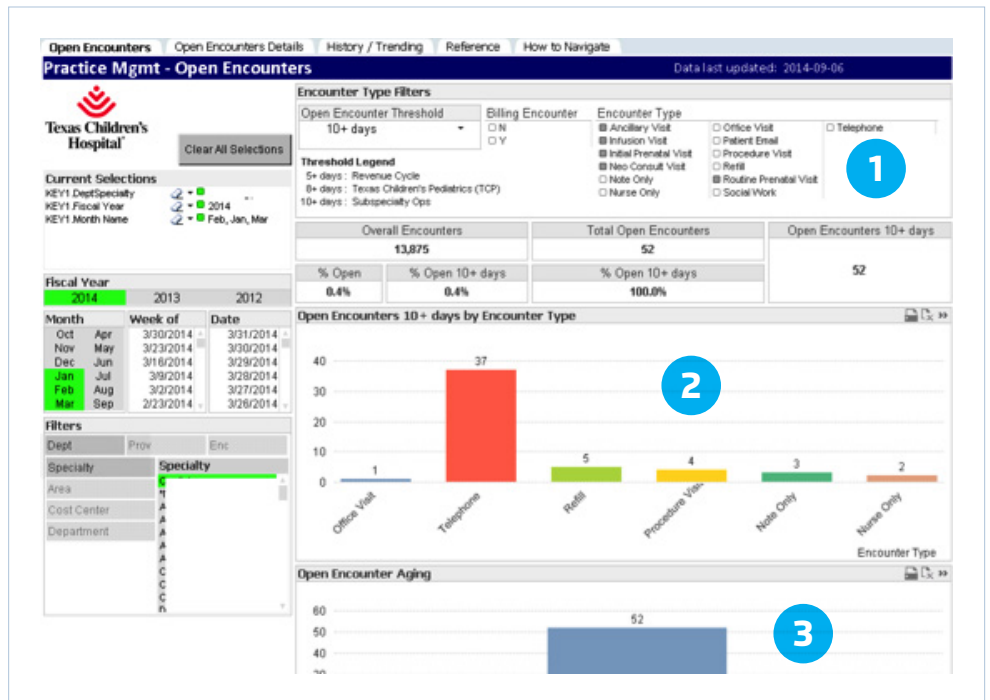 Open Encounters Open Encounters Details History / Trending Reference How to Navigate
Practice Mgmt - Open Encounters Data last updated: 2014-09-06
Texas Children's
Hospital
Clear All Selections
Current Selections
KEY1.DeptSpecialty
KEY1.Fiscal Year 2014
KEY1.Month Name Feb, Jan, Mar
Encounter Type Filters
Open Encounter Threshold Billing Encounter Encounter Type
10+ days N Ancillary Visit Office Visit Telephone
Y Infusion Visit Patient Email
Initial Prenatal Visit Procedure Visit
Neo Consult Visit Refill
Note Only Routine Prenatal Visit
Nurse Only Social Work
Threshold Legend
5+ days : Revenue Cycle
8+ days : Texas Children's Pediatrics (TCP)
10+ days : Subspecialty Ops
1
Overall Encounters Total Open Encounters Open Encounters 10+ days
13,875 52 52
% Open % Open 10+ days % Open 10+ days
0.4% 0.4% 100.0%
Fiscal Year
2014 2013 2012
Month Week of Date
Oct Apr 3/30/2014 3/31/2014
Nov May 3/23/2014 3/30/2014
Dec Jun 3/16/2014 3/29/2014
Jan Jul 3/9/2014 3/28/2014
Feb Aug 3/2/2014 3/27/2014
Mar Sep 2/23/2014 3/26/2014
Filters
Dept Prov Enc
Specialty Specialty
Area
Cost Center
Department
Open Encounters 10+ days by Encounter Type
40
30
20
10
0
1 37 5 4 3 2
Office Visit Telephone Refill Procedure Visit Note Only Nurse Only
Encounter Type
2
Open Encounter Aging
60
50
40
52
3